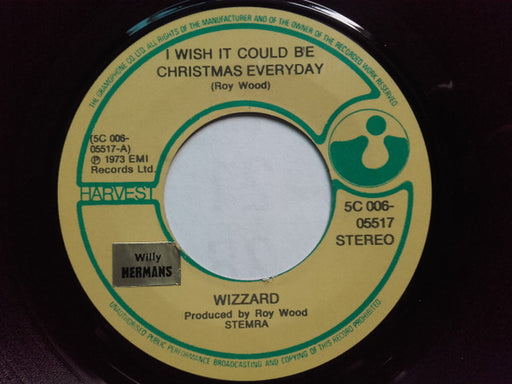 THE GRAMOPHONE CO. LTD. ALL RIGHTS OF THE MANUFACTURER AND OF THE OWNER OF THE RECORDED WORK RESERVED.
I WISH IT COULD BE
CHRISTMAS EVERYDAY
(Roy Wood)
(5C 006-
05517-A)
℗ 1973 EMI
Records Ltd.
HARVEST
5C 006-
05517
STEREO
Willy
HERMANS
WIZZARD
Produced by Roy Wood
STEMRA
UNAUTHORISED PUBLIC PERFORMANCE BROADCASTING AND COPYING OF THIS RECORD PROHIBITED.